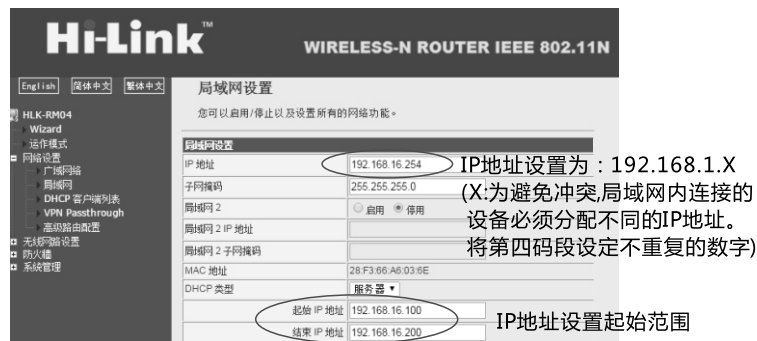 Hi-Link™
WIRELESS-N ROUTER IEEE 802.11N
English 简体中文 繁体中文
HLK-RM04
Wizard
运作模式
网络设置
广域网络
局域网
DHCP 客户端列表
VPN Passthrough
高级路由配置
无线网路设置
防火墙
系统管理
局域网设置
您可以启用/停止以及设置所有的网络功能。
局域网设置
IP 地址 192.168.16.254
子网掩码 255.255.255.0
局域网 2 启用 停用
局域网 2 IP 地址
局域网 2 子网掩码
MAC 地址 28:F3:66:A6:03:6E
DHCP 类型 服务器
起始 IP 地址 192.168.16.100
结束 IP 地址 192.168.16.200
IP地址设置为：192.168.1.X
(X:为避免冲突,局域网内连接的
设备必须分配不同的IP地址。
将第四码段设定不重复的数字)
IP地址设置起始范围